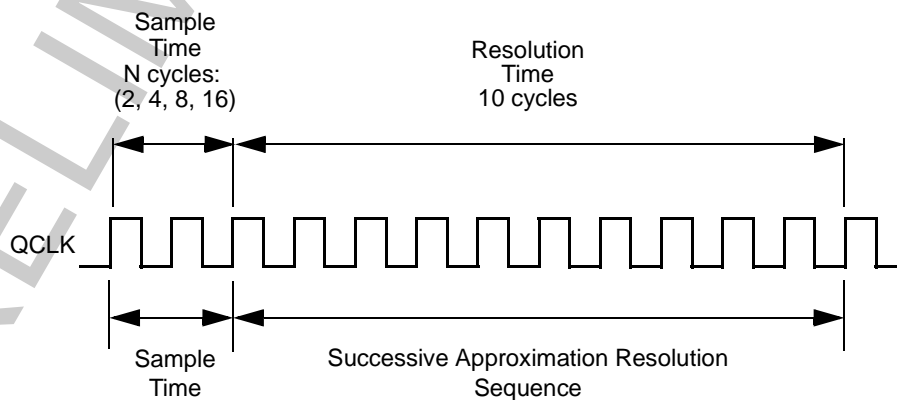 Sample
Time
N cycles:
(2, 4, 8, 16)
Resolution
Time
10 cycles
QCLK
Sample
Time
Successive Approximation Resolution
Sequence